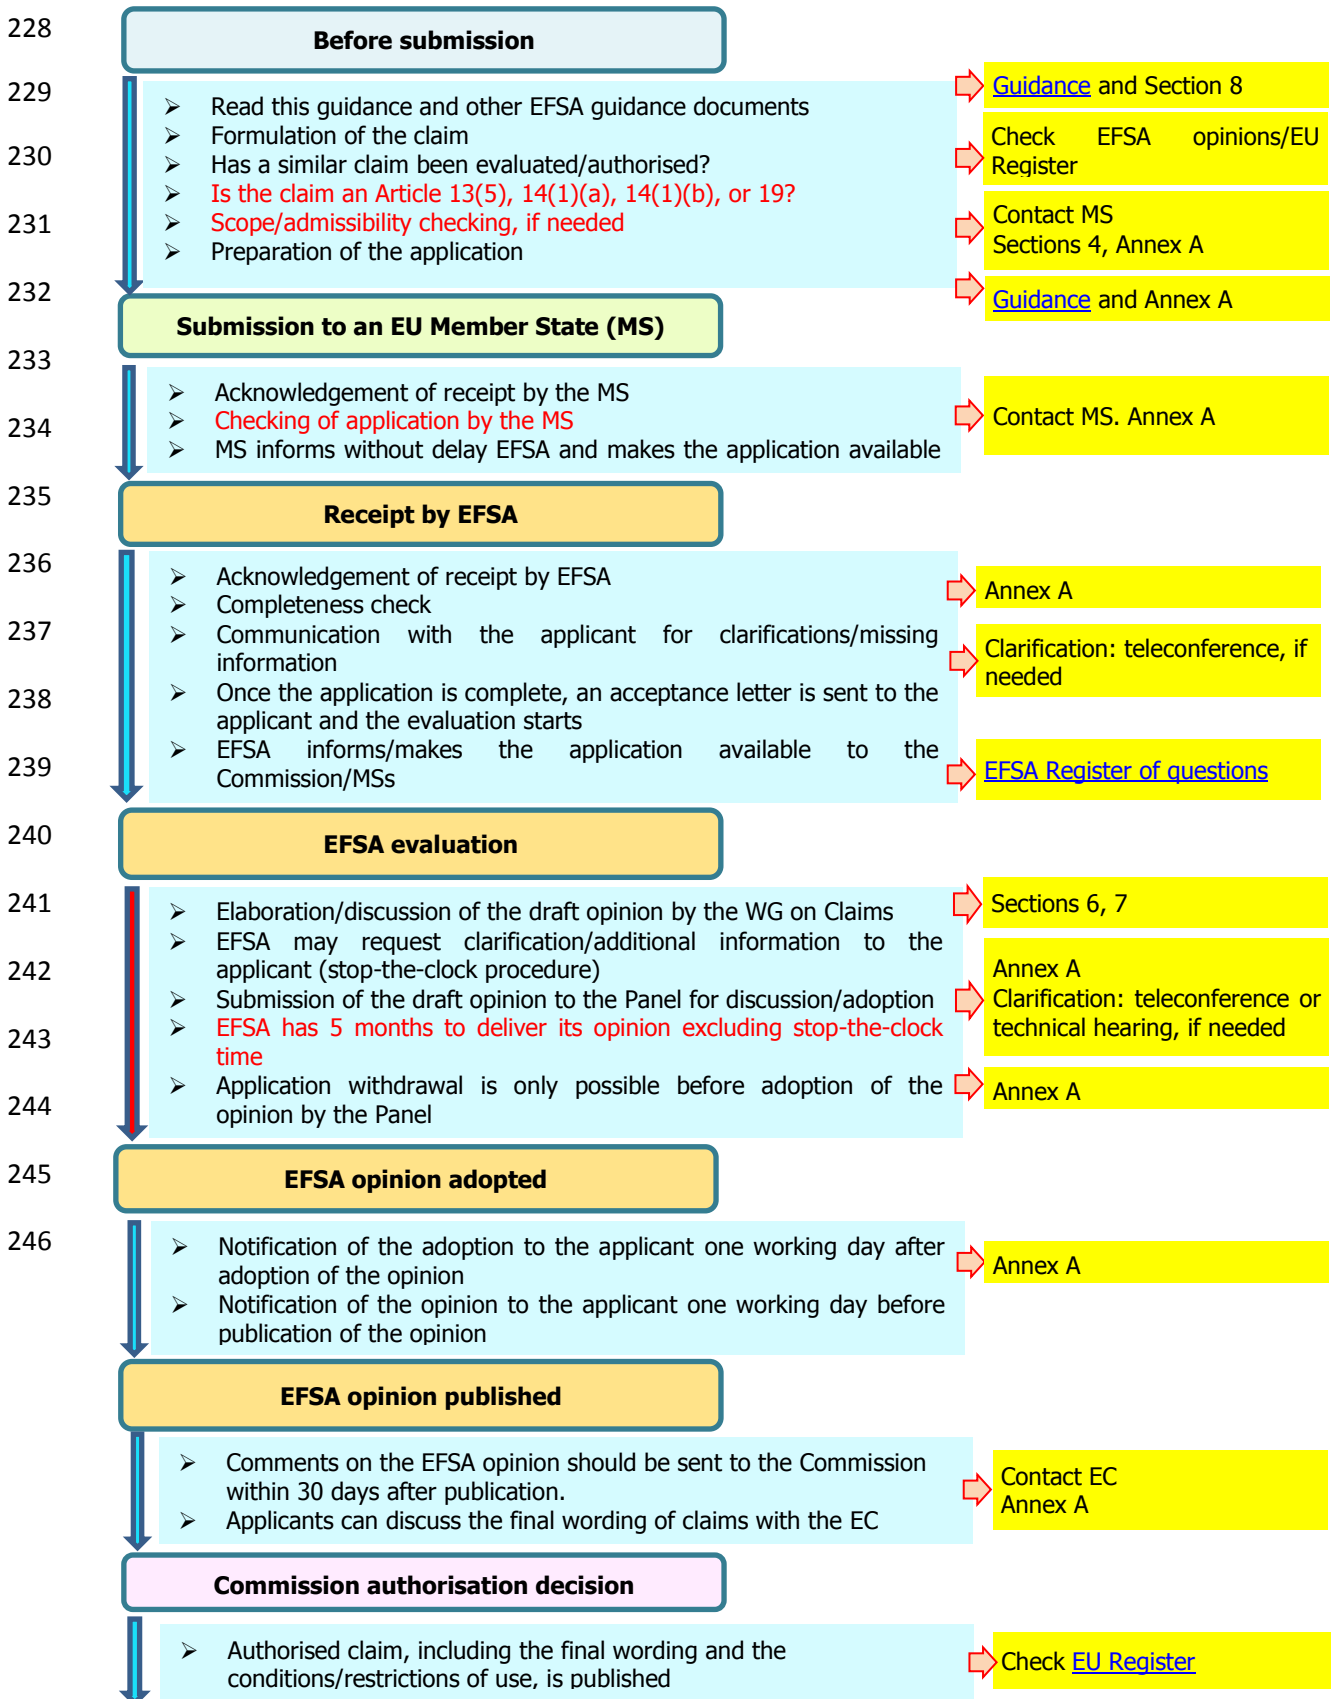 228
Before submission
229
➢ Read this guidance and other EFSA guidance documents
➢ Formulation of the claim
230
➢ Has a similar claim been evaluated/authorised?
➢ Is the claim an Article 13(5), 14(1)(a), 14(1)(b), or 19?
231
➢ Scope/admissibility checking, if needed
➢ Preparation of the application
Guidance and Section 8
Check EFSA opinions/EU
Register
Contact MS
Sections 4, Annex A
Guidance and Annex A
232
Submission to an EU Member State (MS)
233
➢ Acknowledgement of receipt by the MS
➢ Checking of application by the MS
234
➢ MS informs without delay EFSA and makes the application available
Contact MS. Annex A
235
Receipt by EFSA
236
➢ Acknowledgement of receipt by EFSA
➢ Completeness check
237
➢ Communication with the applicant for clarifications/missing
information
238
➢ Once the application is complete, an acceptance letter is sent to the
applicant and the evaluation starts
239
➢ EFSA informs/makes the application available to the
Commission/MSs
Annex A
Clarification: teleconference, if
needed
EFSA Register of questions
240
EFSA evaluation
241
➢ Elaboration/discussion of the draft opinion by the WG on Claims
➢ EFSA may request clarification/additional information to the
242
applicant (stop-the-clock procedure)
➢ Submission of the draft opinion to the Panel for discussion/adoption
243
➢ EFSA has 5 months to deliver its opinion excluding stop-the-clock
time
➢ Application withdrawal is only possible before adoption of the
244
opinion by the Panel
Sections 6, 7
Annex A
Clarification: teleconference or
technical hearing, if needed
Annex A
245
EFSA opinion adopted
246
➢ Notification of the adoption to the applicant one working day after
adoption of the opinion
➢ Notification of the opinion to the applicant one working day before
publication of the opinion
Annex A
EFSA opinion published
➢ Comments on the EFSA opinion should be sent to the Commission
within 30 days after publication.
➢ Applicants can discuss the final wording of claims with the EC
Contact EC
Annex A
Commission authorisation decision
➢ Authorised claim, including the final wording and the
conditions/restrictions of use, is published
Check EU Register